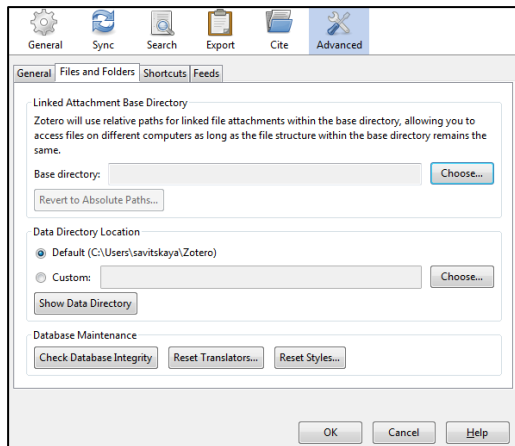 General Sync Search Export Cite Advanced
General Files and Folders Shortcuts Feeds
Linked Attachment Base Directory
Zotero will use relative paths for linked file attachments within the base directory, allowing you to
access files on different computers as long as the file structure within the base directory remains the
same.
Base directory: Choose...
Revert to Absolute Paths...
Data Directory Location
Default (C:\Users\savitskaya\Zotero)
Custom: Choose...
Show Data Directory
Database Maintenance
Check Database Integrity Reset Translators... Reset Styles...
OK Cancel Help